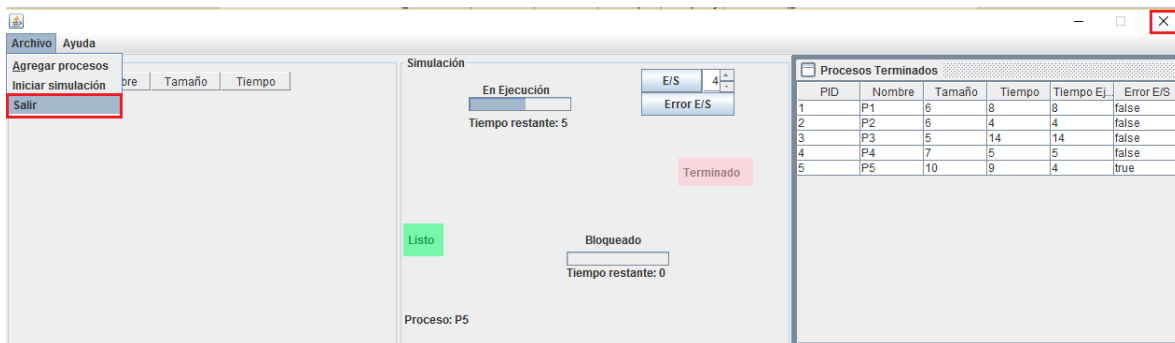 Archivo Ayuda
Agregar procesos
Iniciar simulación
Salir
bre Tamaño Tiempo
Simulación
En Ejecución
Tiempo restante: 5
E/S 4
Error E/S
Terminado
Listo
Bloqueado
Tiempo restante: 0
Proceso: P5
Procesos Terminados
PID Nombre Tamaño Tiempo Tiempo Ej... Error E/S
1 P1 6 8 8 false
2 P2 6 4 4 false
3 P3 5 14 14 false
4 P4 7 5 5 false
5 P5 10 9 4 true